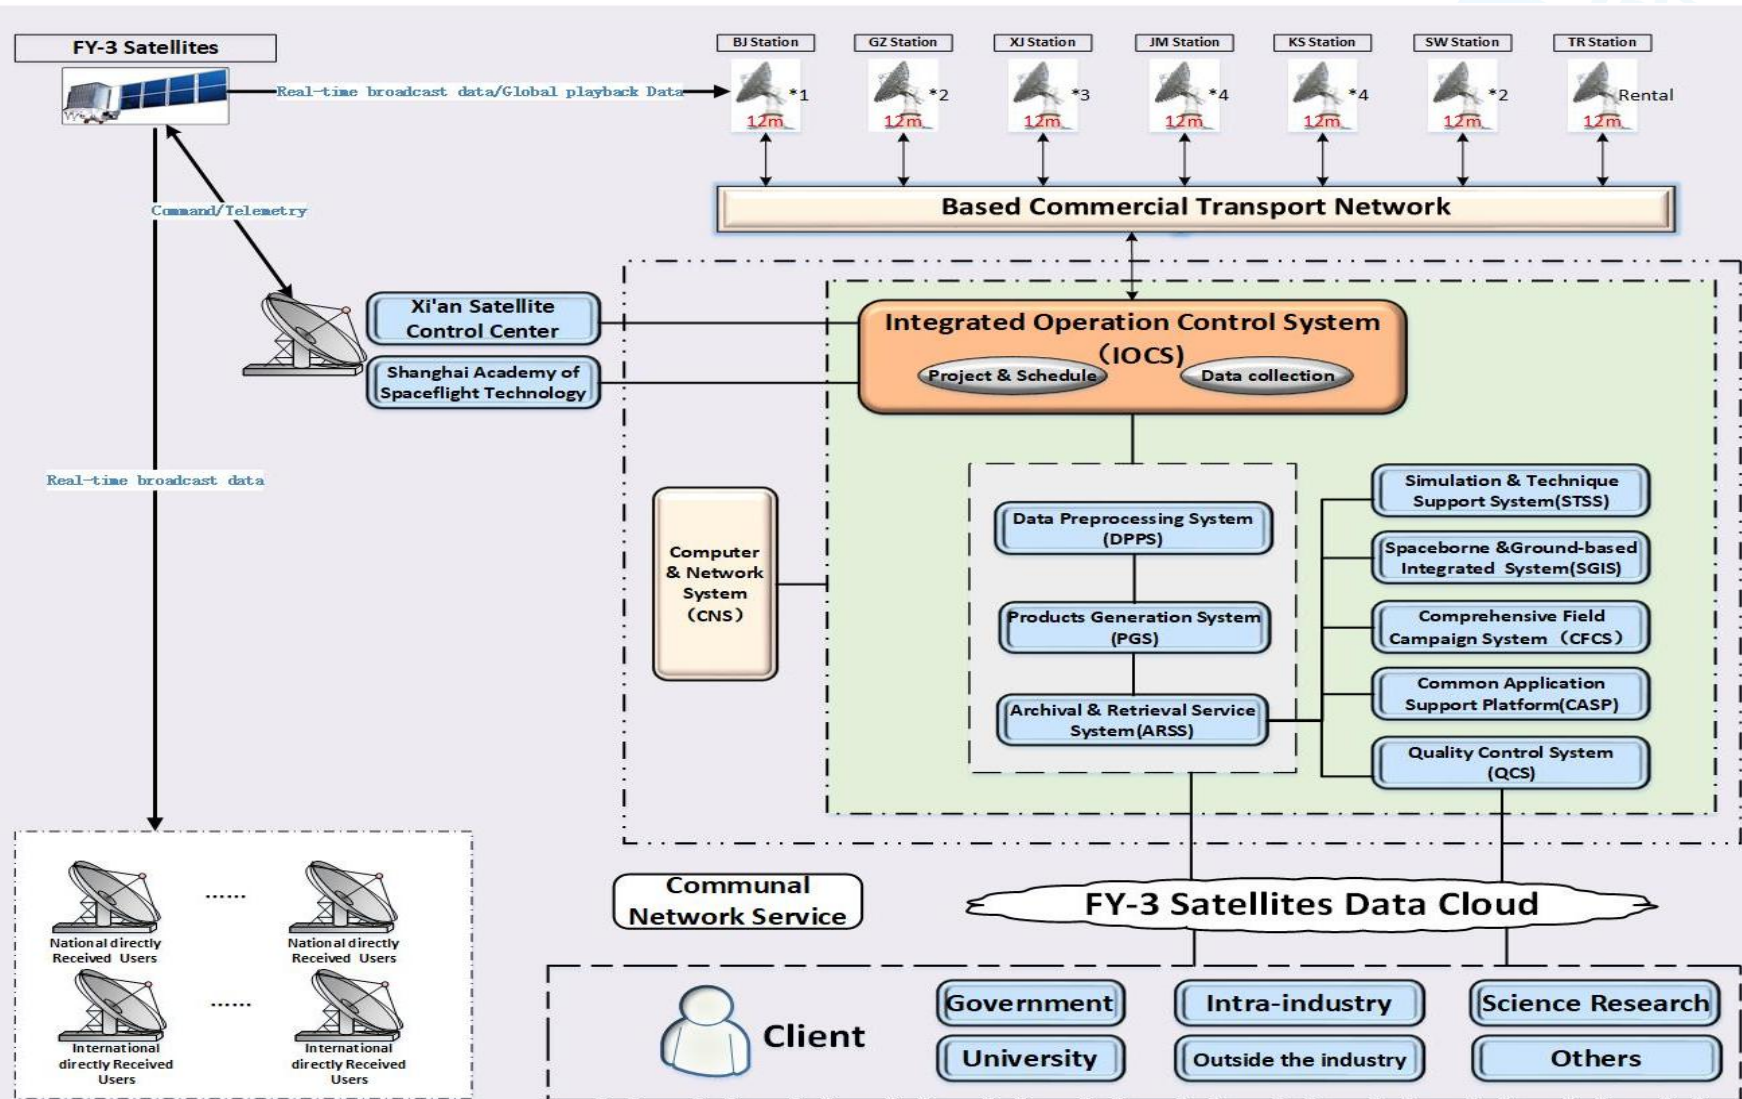 FY-3 Satellites
BJ Station
GZ Station
XJ Station
JM Station
KS Station
SW Station
TR Station
Real-time broadcast data/Global playback Data
*1
*2
*3
*4
*4
*2
Rental
12m
12m
12m
12m
12m
12m
12m
Command/Telemetry
Based Commercial Transport Network
Xi'an Satellite
Control Center
Shanghai Academy of
Spaceflight Technology
Integrated Operation Control System
（IOCS)
Project & Schedule
Data collection
Real-time broadcast data
Computer
& Network
System
（CNS）
Data Preprocessing System
(DPPS)
Products Generation System
(PGS)
Archival & Retrieval Service
System(ARSS)
Simulation & Technique
Support System(STSS)
Spaceborne &Ground-based
Integrated System(SGIS)
Comprehensive Field
Campaign System（CFCS）
Common Application
Support Platform(CASP)
Quality Control System
(QCS)
National directly
Received Users
......
National directly
Received Users
International
directly Received
Users
......
International
directly Received
Users
Communal
Network Service
FY-3 Satellites Data Cloud
Client
Government
Intra-industry
Science Research
University
Outside the industry
Others